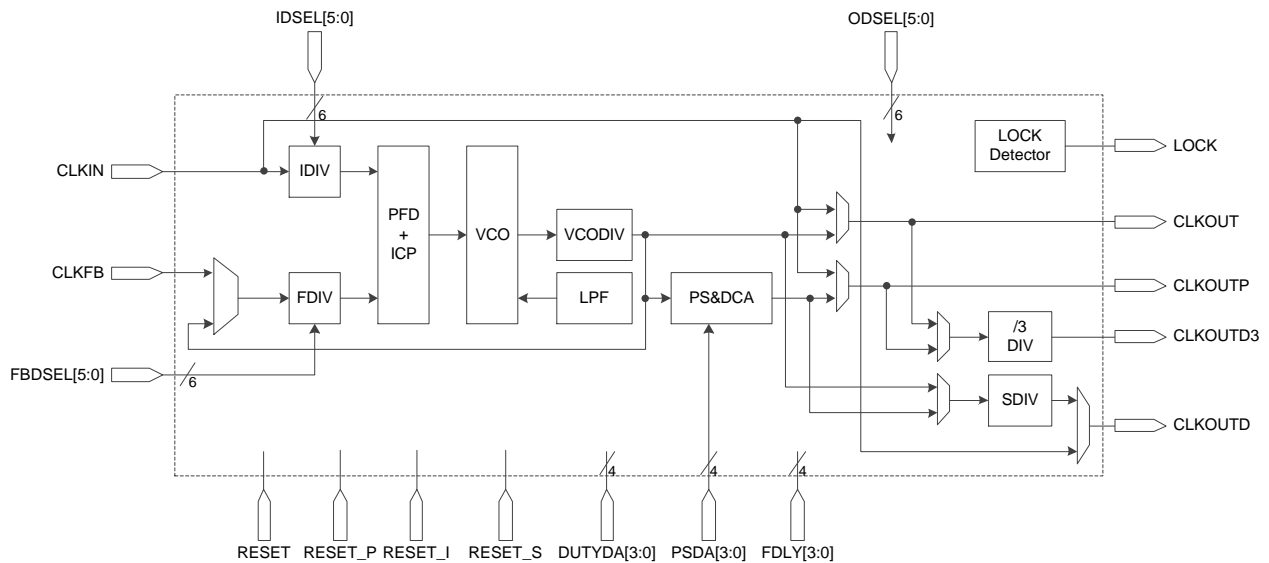 IDSEL[5:0]
ODSEL[5:0]
6
6
LOCK
Detector
LOCK
CLKIN
IDIV
PFD
+
ICP
VCO
VCODIV
CLKOUT
CLKFB
FDIV
LPF
PS&DCA
CLKOUTP
/3
DIV
CLKOUTD3
FBDSEL[5:0]
6
SDIV
CLKOUTD
4
4
4
RESET
RESET_P
RESET_I
RESET_S
DUTYDA[3:0]
PSDA[3:0]
FDLY[3:0]